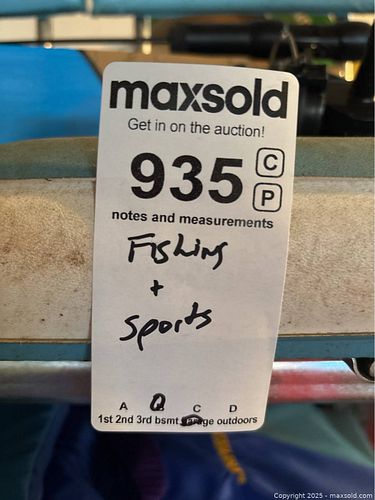 maxsold
Get in on the auction!
935 C
P
notes and measurements
Fishing
+
Sports
A B C D
1st 2nd 3rd bsmt garage outdoors
Copyright 2025 - maxsold.com